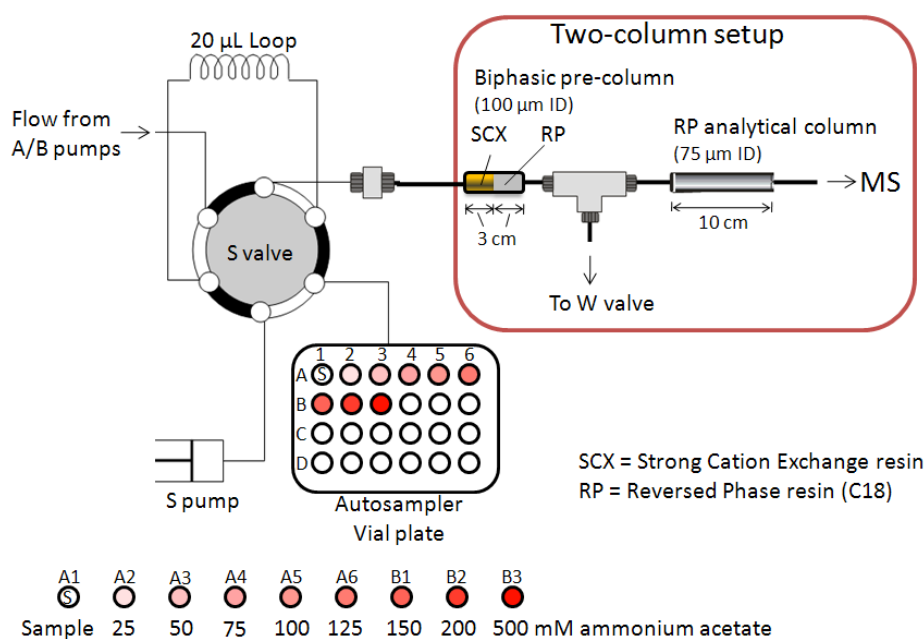 20 µL Loop
Two-column setup
Biphasic pre-column
(100 µm ID)
SCX RP
RP analytical column
(75 µm ID)
Flow from
A/B pumps
MS
3 cm
10 cm
S valve
To W valve
1 2 3 4 5 6
A S
B
C
D
S pump
Autosampler
Vial plate
SCX = Strong Cation Exchange resin
RP = Reversed Phase resin (C18)
A1 A2 A3 A4 A5 A6 B1 B2 B3
S
Sample 25 50 75 100 125 150 200 500 mM ammonium acetate